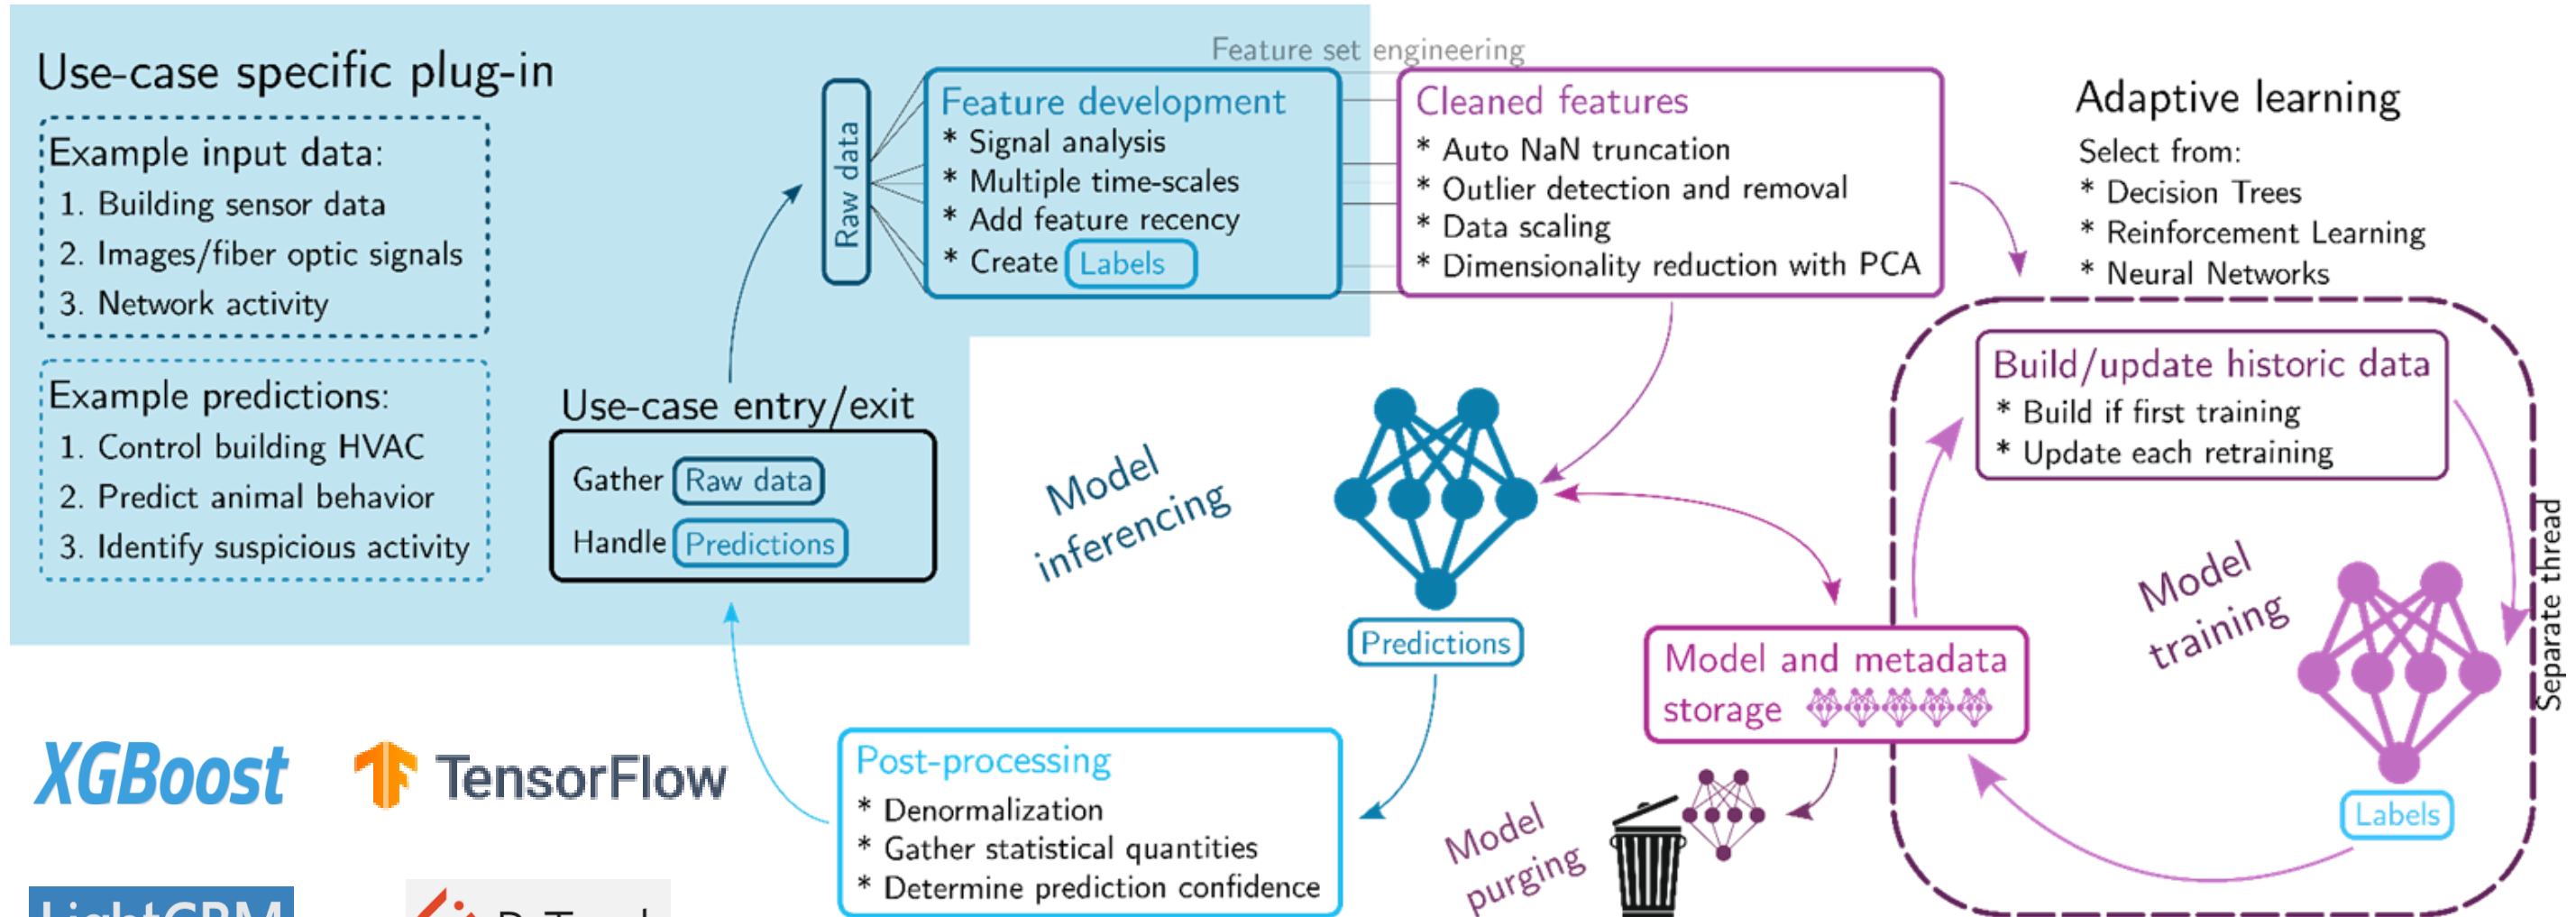 Use-case specific plug-in
Example input data:
1. Building sensor data
2. Images/fiber optic signals
3. Network activity
Example predictions:
1. Control building HVAC
2. Predict animal behavior
3. Identify suspicious activity
Use-case entry/exit
Gather Raw data
Handle Predictions
Raw data
Feature set engineering
Feature development
* Signal analysis
* Multiple time-scales
* Add feature recency
* Create Labels
Cleaned features
* Auto NaN truncation
* Outlier detection and removal
* Data scaling
* Dimensionality reduction with PCA
Adaptive learning
Select from:
* Decision Trees
* Reinforcement Learning
* Neural Networks
Build/update historic data
* Build if first training
* Update each retraining
Separate thread
Model
training
Labels
Model and metadata
storage
Model
inferencing
Predictions
Model
purging
Post-processing
* Denormalization
* Gather statistical quantities
* Determine prediction confidence
XGBoost
TensorFlow
LightGBM
PyTorch